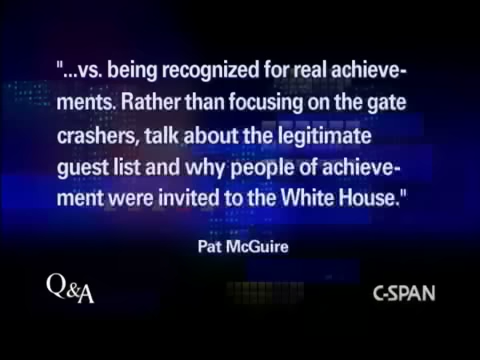 "...vs. being recognized for real achieve-
ments. Rather than focusing on the gate
crashers, talk about the legitimate
guest list and why people of achieve-
ment were invited to the White House."
Pat McGuire
Q&A
C-SPAN